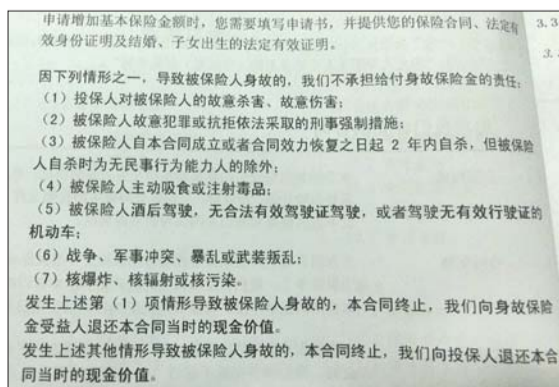 申请增加基本保险金额时，您需要填写申请书，并提供您的保险合同、法定有
效身份证明及结婚、子女出生的法定有效证明。
3.3
3.
因下列情形之一，导致被保险人身故的，我们不承担给付身故保险金的责任：
（1）投保人对被保险人的故意杀害、故意伤害；
（2）被保险人故意犯罪或抗拒依法采取的刑事强制措施；
（3）被保险人自本合同成立或者合同效力恢复之日起 2 年内自杀，但被保险
人自杀时为无民事行为能力人的除外；
（4）被保险人主动吸食或注射毒品；
（5）被保险人酒后驾驶，无合法有效驾驶证驾驶，或者驾驶无有效行驶证的
机动车；
（6）战争、军事冲突、暴乱或武装叛乱；
（7）核爆炸、核辐射或核污染。
发生上述第（1）项情形导致被保险人身故的，本合同终止，我们向身故保险
金受益人退还本合同当时的现金价值。
发生上述其他情形导致被保险人身故的，本合同终止，我们向投保人退还本合
同当时的现金价值。